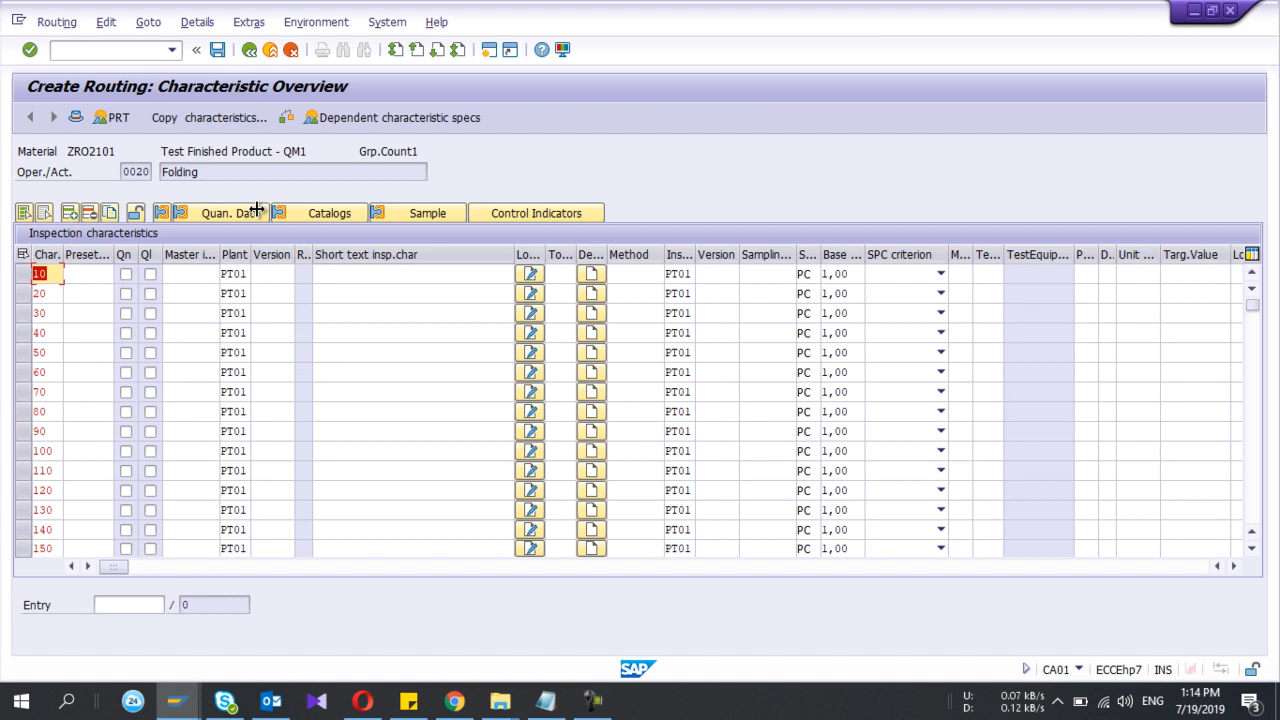 Routing Edit Goto Details Extras Environment System Help
Create Routing: Characteristic Overview
PRT Copy characteristics... Dependent characteristic specs
Material ZRO2101 Test Finished Product - QM1 Grp.Count1
Oper./Act. 0020 Folding
Quan. Data Catalogs Sample Control Indicators
Inspection characteristics
Char. Preset... Qn Ql Master i... Plant Version R.. Short text insp.char Lo... To... De... Method Ins... Version Samplin... S... Base ... SPC criterion M... Te... TestEquip... P... D.. Unit ... Targ.Value Lo
10 PT01 PT01 PC 1,00
20 PT01 PT01 PC 1,00
30 PT01 PT01 PC 1,00
40 PT01 PT01 PC 1,00
50 PT01 PT01 PC 1,00
60 PT01 PT01 PC 1,00
70 PT01 PT01 PC 1,00
80 PT01 PT01 PC 1,00
90 PT01 PT01 PC 1,00
100 PT01 PT01 PC 1,00
110 PT01 PT01 PC 1,00
120 PT01 PT01 PC 1,00
130 PT01 PT01 PC 1,00
140 PT01 PT01 PC 1,00
150 PT01 PT01 PC 1,00
Entry / 0
SAP CA01 ECCEhp7 INS
24 U: 0.07 kB/s ENG 1:14 PM
D: 0.12 kB/s 7/19/2019 3